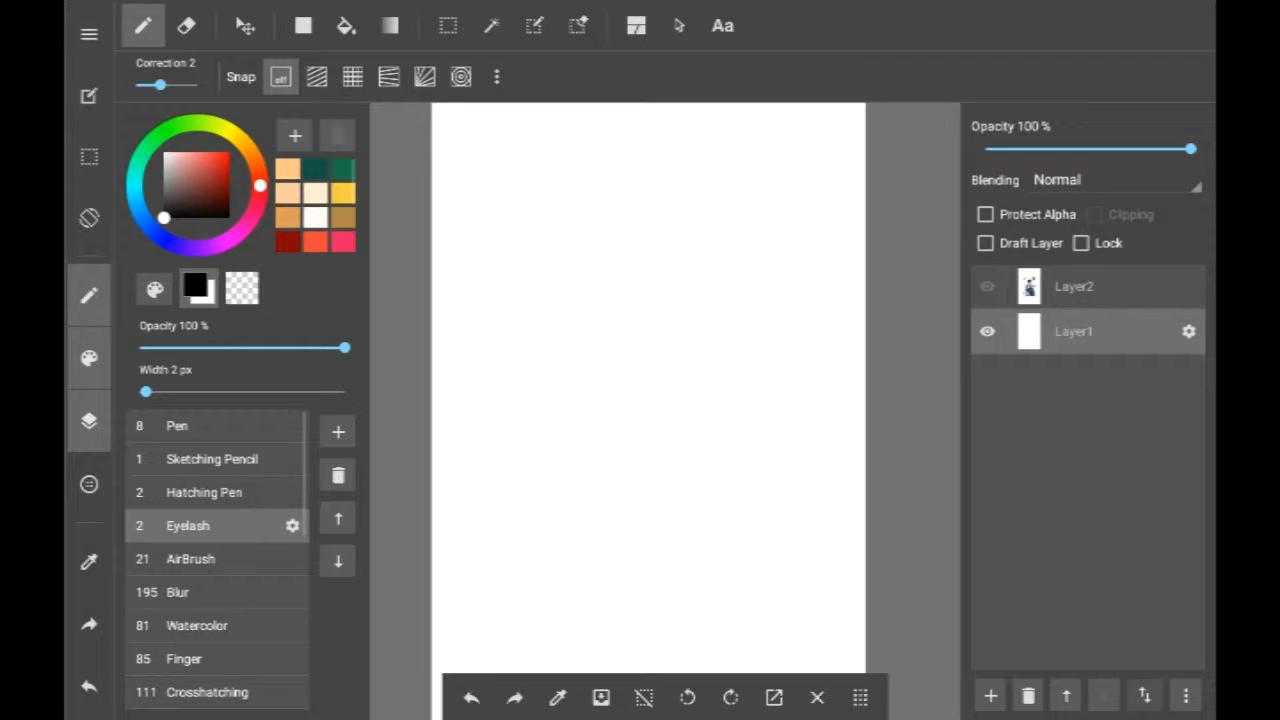 Aa
Correction 2
Snap
off
Opacity 100 %
Blending Normal
Protect Alpha
Clipping
Draft Layer
Lock
Layer2
Layer1
Opacity 100 %
Width 2 px
8 Pen
1 Sketching Pencil
2 Hatching Pen
2 Eyelash
21 AirBrush
195 Blur
81 Watercolor
85 Finger
111 Crosshatching